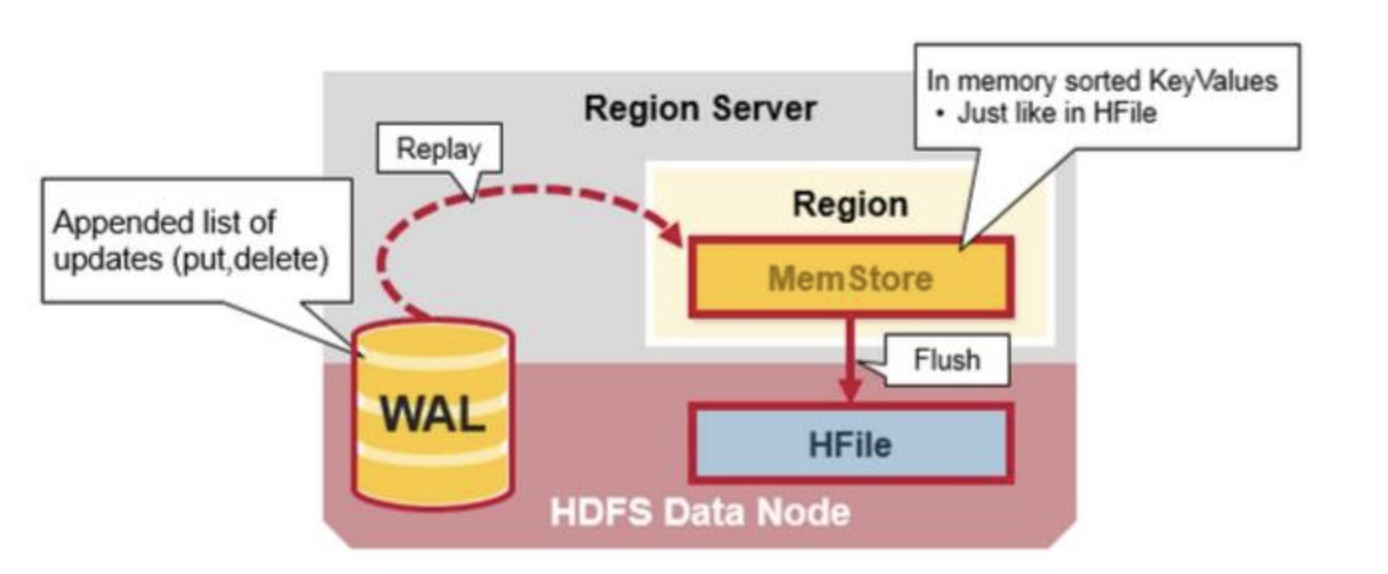 In memory sorted KeyValues
• Just like in HFile
Region Server
Replay
Appended list of
updates (put,delete)
Region
MemStore
Flush
WAL
HFile
HDFS Data Node